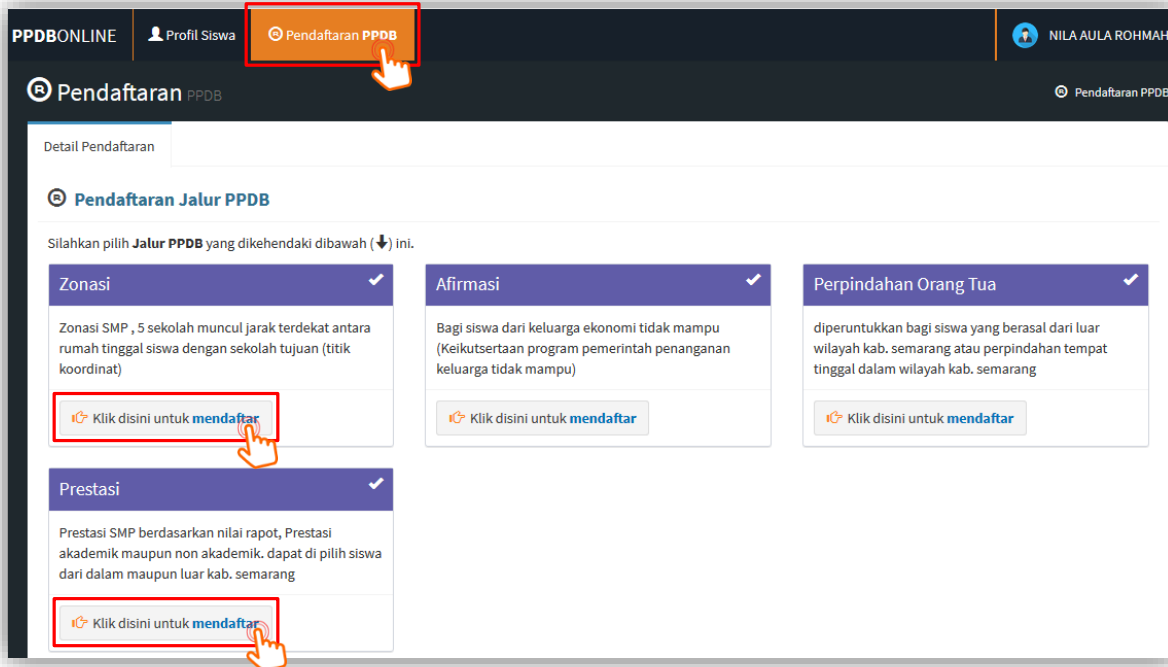 PPDBONLINE Profil Siswa Pendaftaran PPDB NILA AULA ROHMAH
Pendaftaran PPDB
Pendaftaran PPDB
Detail Pendaftaran
Pendaftaran Jalur PPDB
Silahkan pilih Jalur PPDB yang dikehendaki dibawah (🡇) ini.
Zonasi
Zonasi SMP , 5 sekolah muncul jarak terdekat antara
rumah tinggal siswa dengan sekolah tujuan (titik
koordinat)
Klik disini untuk mendaftar
Afirmasi
Bagi siswa dari keluarga ekonomi tidak mampu
(Keikutsertaan program pemerintah penanganan
keluarga tidak mampu)
Klik disini untuk mendaftar
Perpindahan Orang Tua
diperuntukkan bagi siswa yang berasal dari luar
wilayah kab. semarang atau perpindahan tempat
tinggal dalam wilayah kab. semarang
Klik disini untuk mendaftar
Prestasi
Prestasi SMP berdasarkan nilai rapot, Prestasi
akademik maupun non akademik. dapat di pilih siswa
dari dalam maupun luar kab. semarang
Klik disini untuk mendaftar